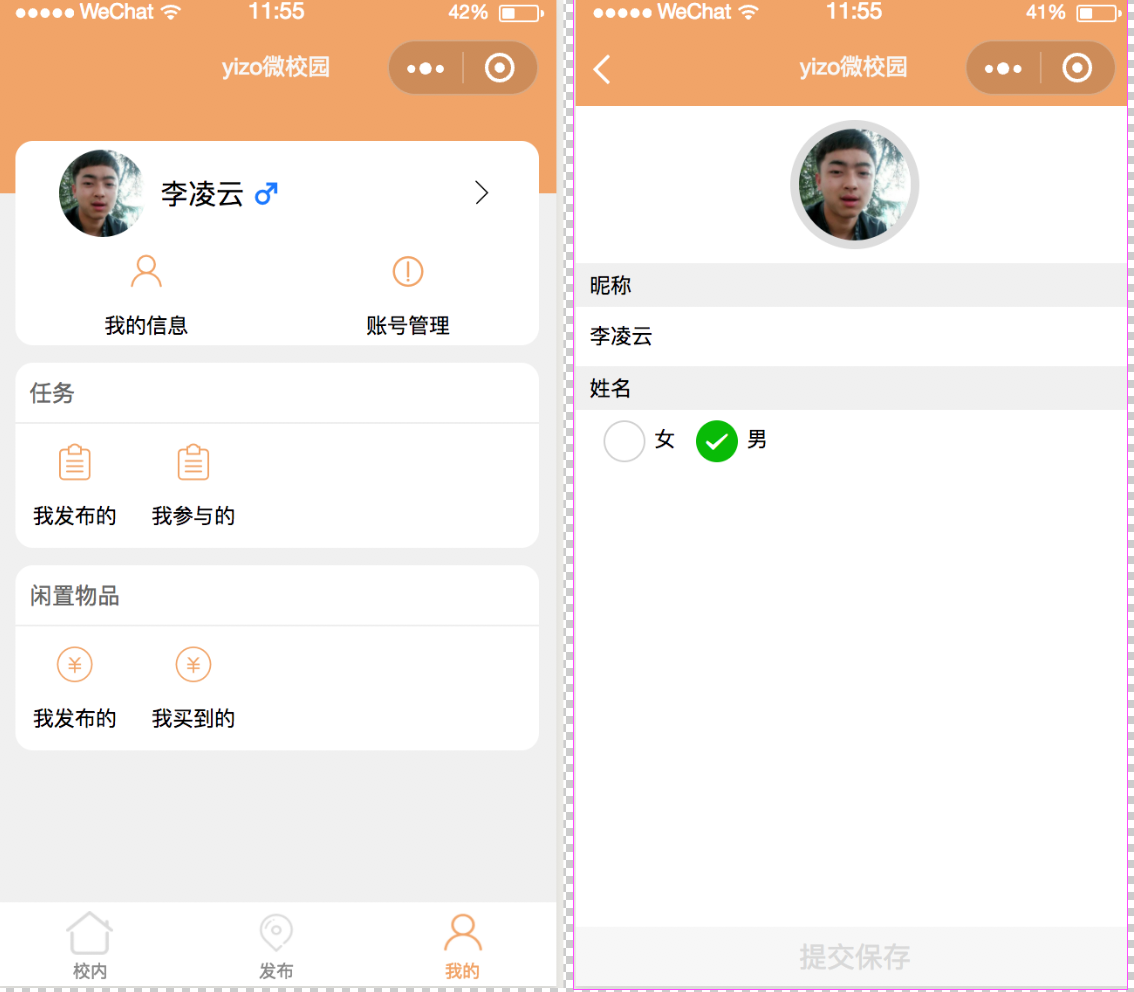 WeChat 11:55 42%
yizo微校园
李凌云
我的信息 账号管理
任务
我发布的 我参与的
闲置物品
我发布的 我买到的
校内 发布 我的
WeChat 11:55 41%
yizo微校园
昵称
李凌云
姓名
女 男
提交保存